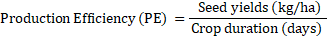 Production Efficiency (PE) = Seed yields (kg/ha)
Crop duration (days)